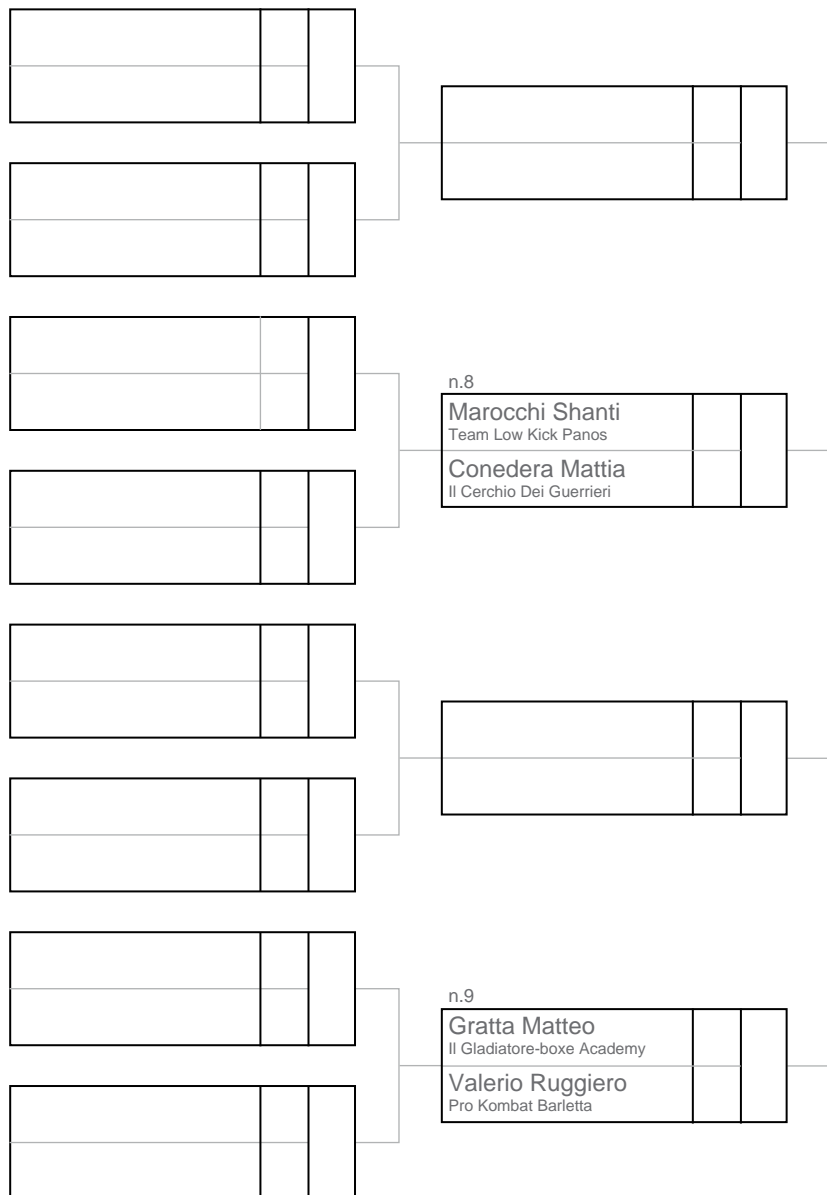 n.8
Marocchi Shanti
Team Low Kick Panos
Conedera Mattia
Il Cerchio Dei Guerrieri
n.9
Gratta Matteo
Il Gladiatore-boxe Academy
Valerio Ruggiero
Pro Kombat Barletta